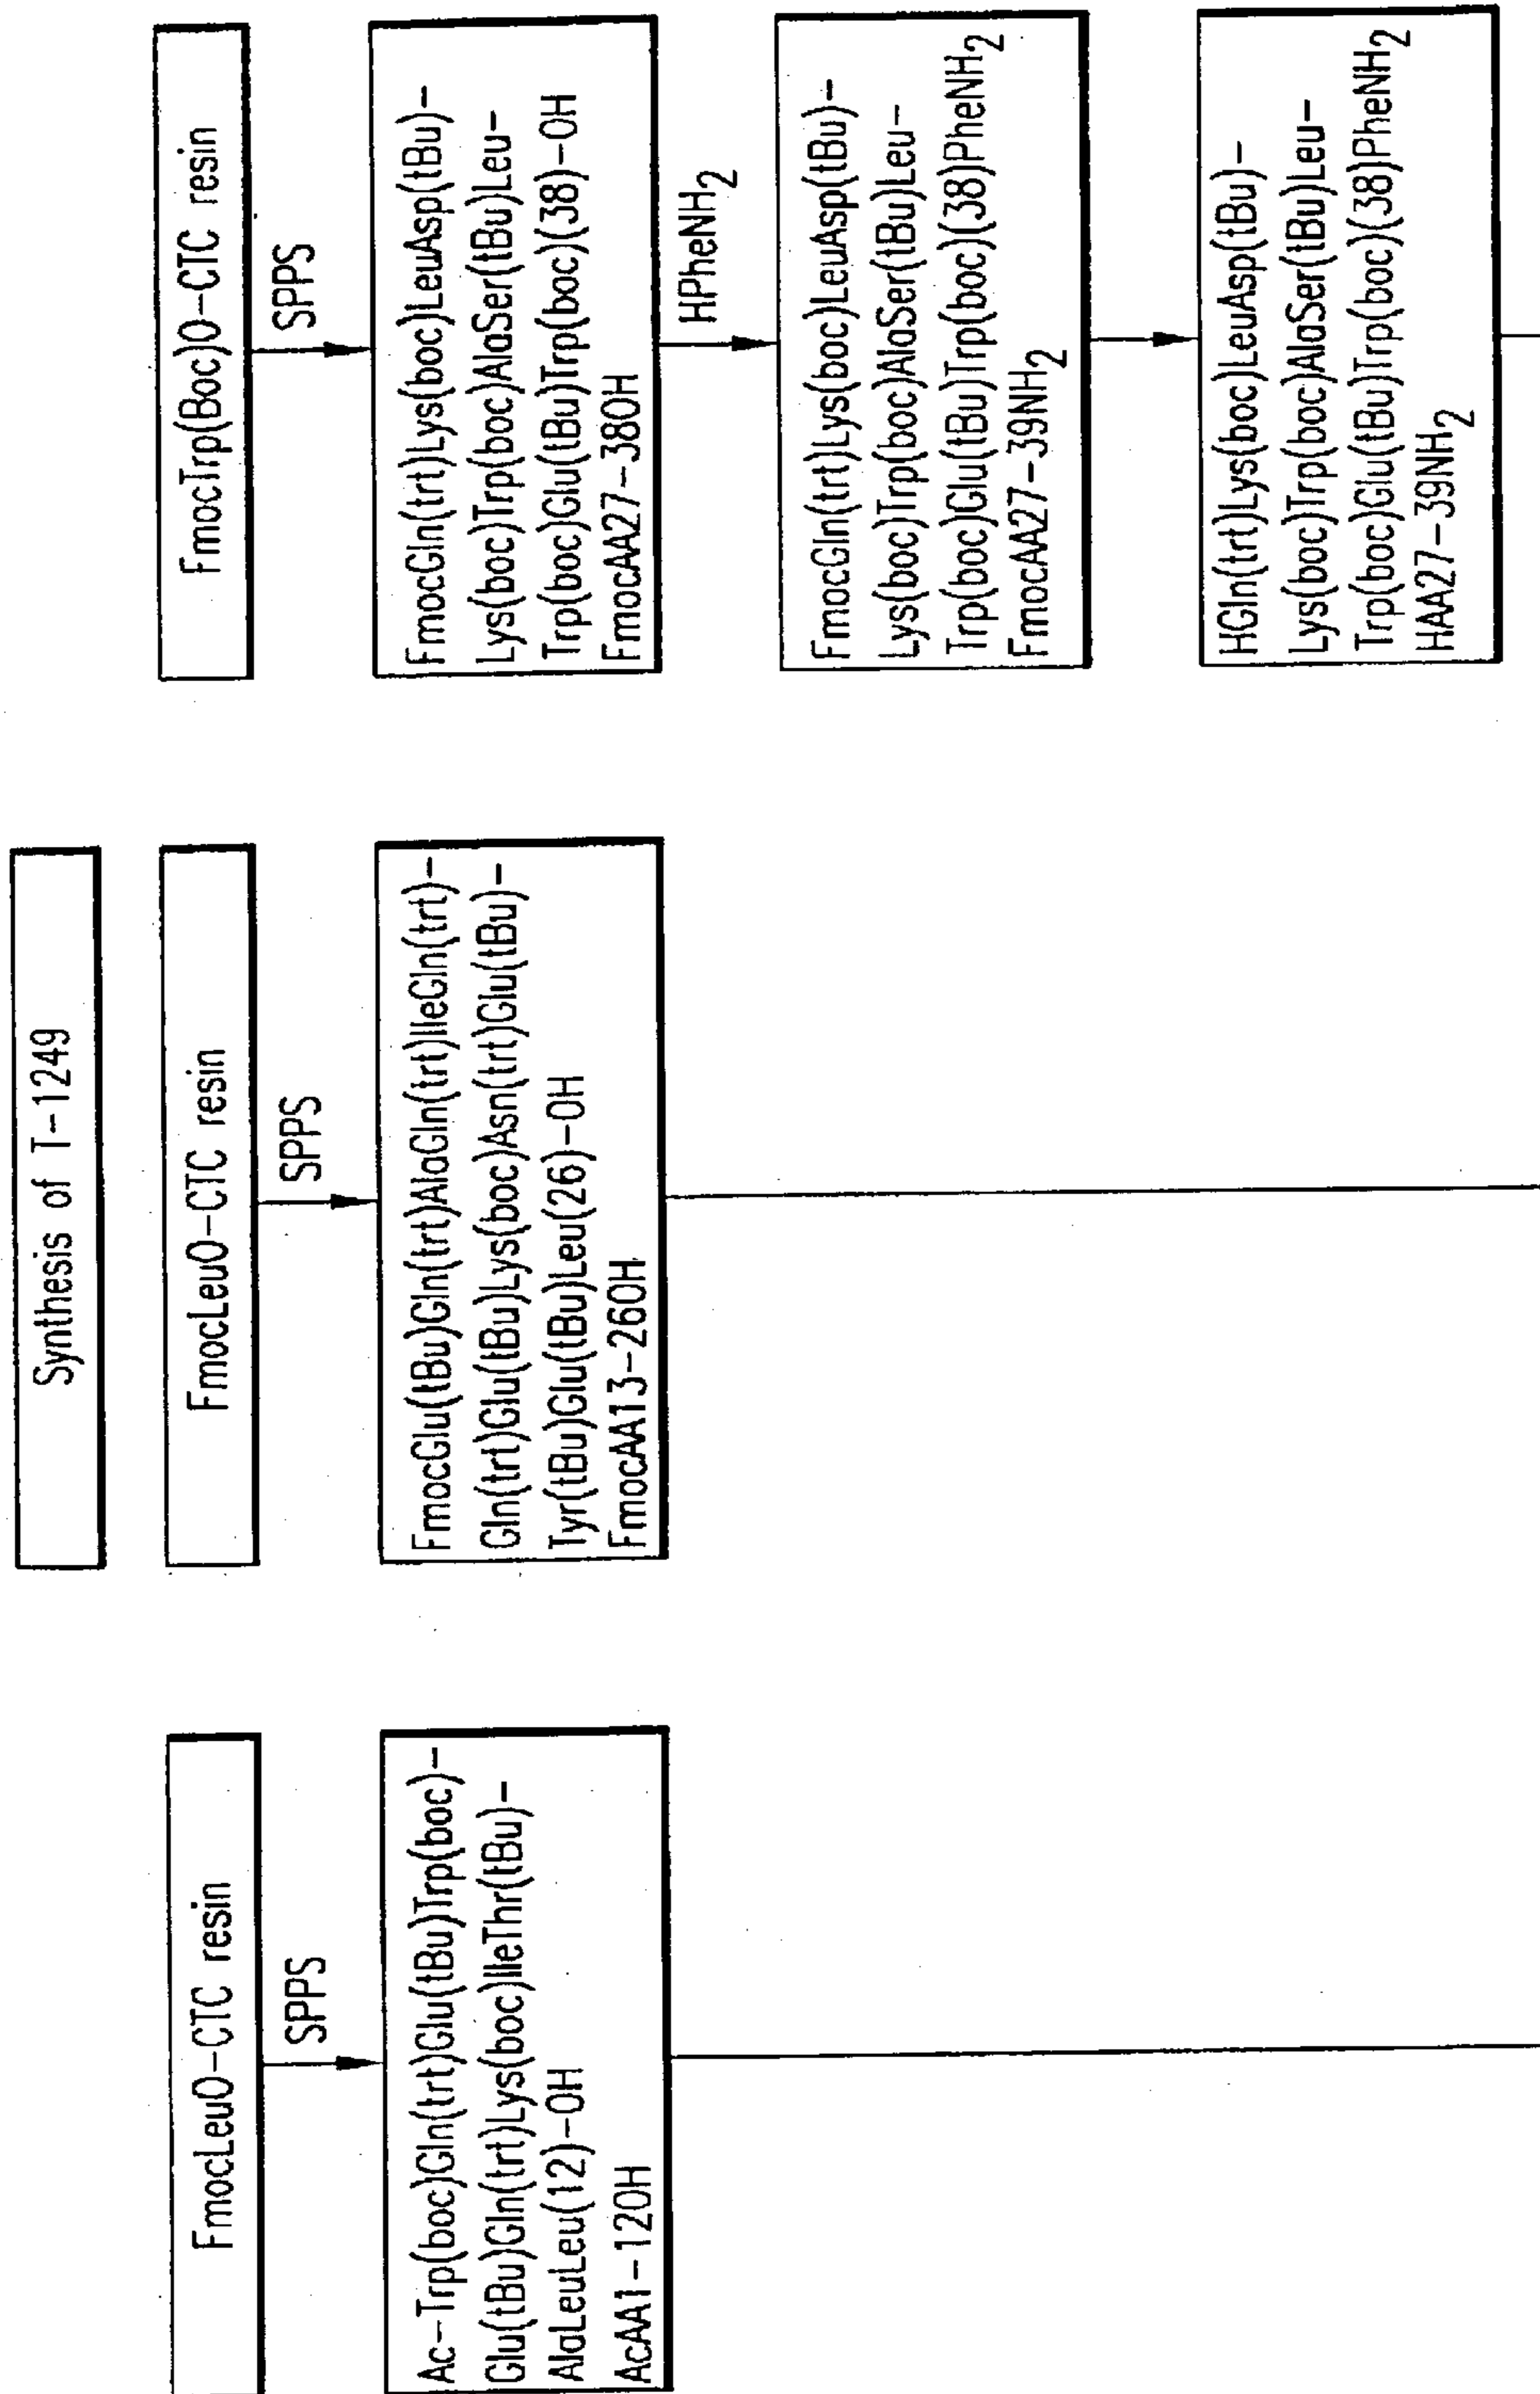 Synthesis of T-1249
FmocLeuO-CTC resin
SPPS
Ac-Trp(boc)Gln(trt)Glu(tBu)Trp(boc)-
Glu(tBu)Gln(trt)Lys(boc)IleThr(tBu)-
AlaLeuLeu(12)-OH
AcAA1-12OH
FmocLeuO-CTC resin
SPPS
FmocGlu(tBu)Gln(trt)AlaGln(trt)IleGln(trt)-
Gln(trt)Glu(tBu)Lys(boc)Asn(trt)Glu(tBu)-
Tyr(tBu)Glu(tBu)Leu(26)-OH
FmocAA13-26OH
FmocTrp(Boc)O-CTC resin
SPPS
FmocGln(trt)Lys(boc)LeuAsp(tBu)-
Lys(boc)Trp(boc)AlaSer(tBu)Leu-
Trp(boc)Glu(tBu)Trp(boc)(38)-OH
FmocAA27-38OH
HPheNH2
FmocGln(trt)Lys(boc)LeuAsp(tBu)-
Lys(boc)Trp(boc)AlaSer(tBu)Leu-
Trp(boc)Glu(tBu)Trp(boc)(38)PheNH2
FmocAA27-39NH2
HGln(trt)Lys(boc)LeuAsp(tBu)-
Lys(boc)Trp(boc)AlaSer(tBu)Leu-
Trp(boc)Glu(tBu)Trp(boc)(38)PheNH2
HAA27-39NH2